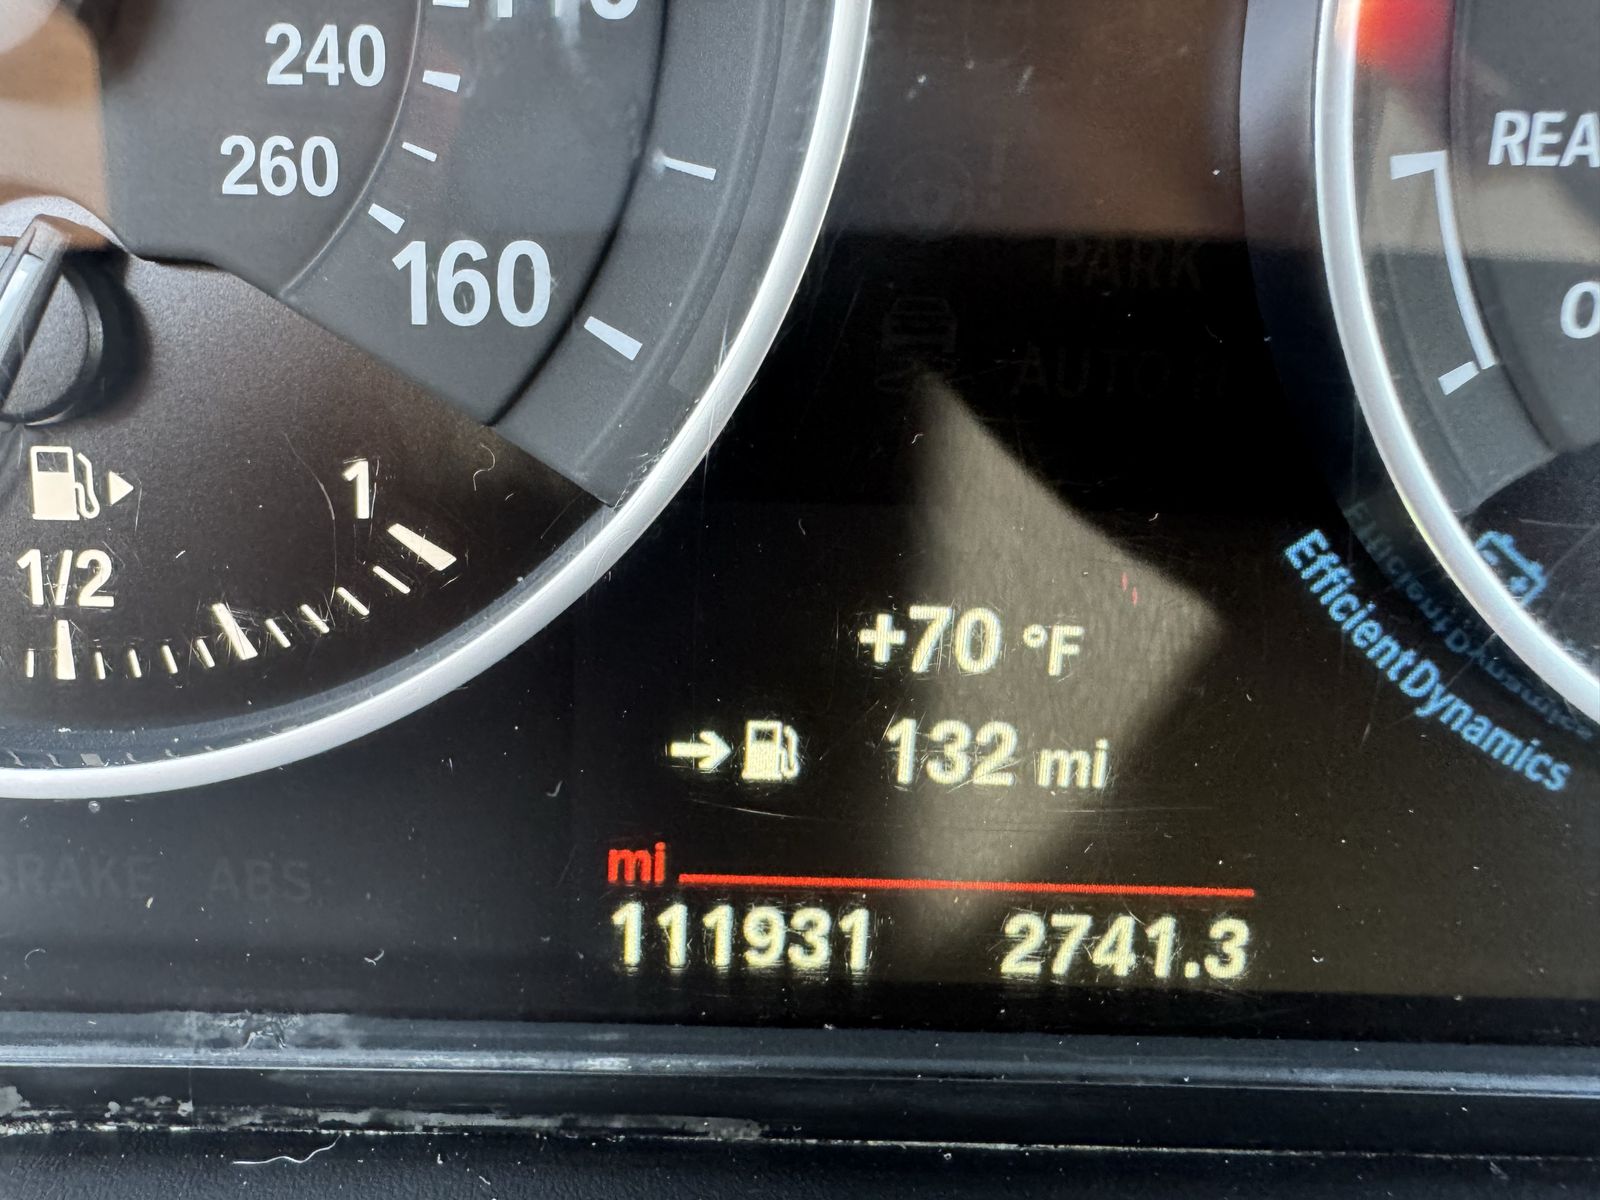 240
260
160
REA
PARK
AUTO H
1
1/2
EfficientDynamics
+70 °F
132 mi
mi
BRAKE ABS
111931 2741.3